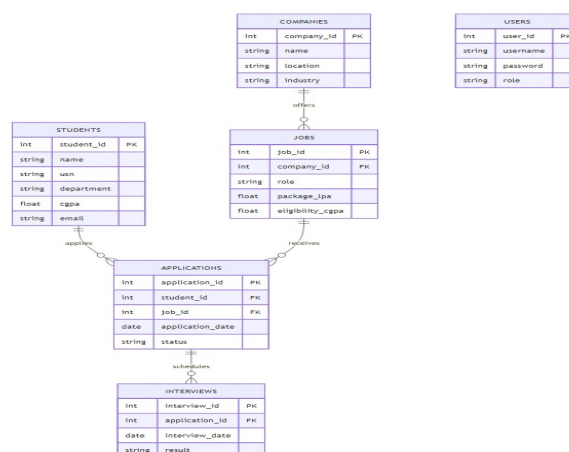 COMPANIES
int company_id PK
string name
string location
string industry
USERS
int user_id PK
string username
string password
string role
offers
STUDENTS
int student_id PK
string name
string usn
string department
float cgpa
string email
JOBS
int job_id PK
int company_id FK
string role
float package_lpa
float eligibility_cgpa
applies
receives
APPLICATIONS
int application_id PK
int student_id FK
int job_id FK
date application_date
string status
schedules
INTERVIEWS
int interview_id PK
int application_id FK
date interview_date
string result